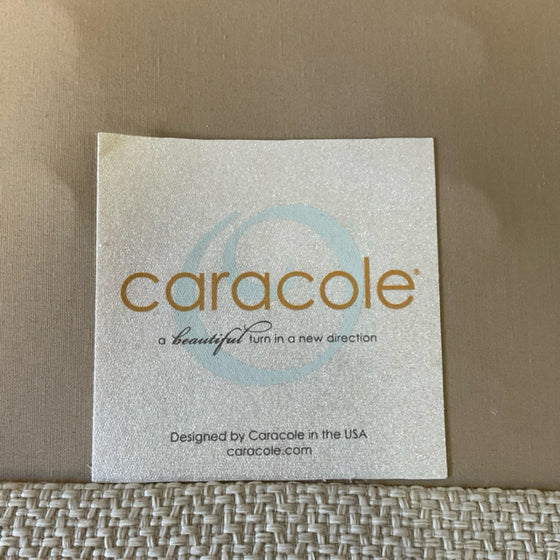 caracole®
a beautiful turn in a new direction
Designed by Caracole in the USA
caracole.com